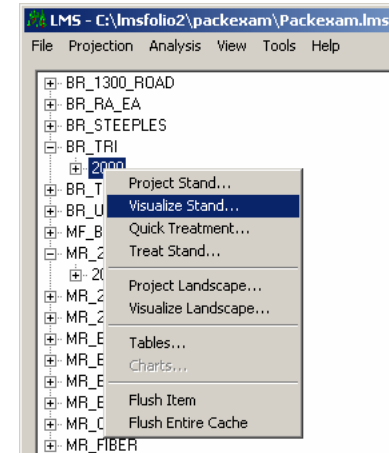 LMS - C:\lmsfolio2\packexam\Packexam.lms
File Projection Analysis View Tools Help
BR_1300_ROAD
BR_RA_EA
BR_STEEPLES
BR_TRI
2000
BR_T
Project Stand...
BR_U
Visualize Stand...
MF_B
Quick Treatment...
MR_2
Treat Stand...
20
MR_2
Project Landscape...
MR_2
Visualize Landscape...
MR_E
Tables...
MR_E
Charts...
MR_E
MR_E
Flush Item
MR_C
Flush Entire Cache
MR_FIBER